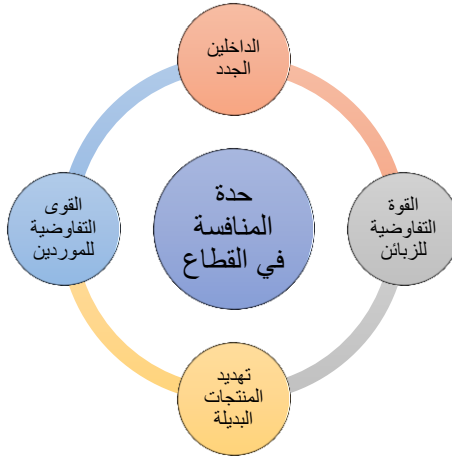 الداخلين
الجدد
القوة
التفاوضية
للزبائن
تهديد
المنتجات
البديلة
القوى
التفاوضية
للموردين
حدة
المنافسة
في القطاع